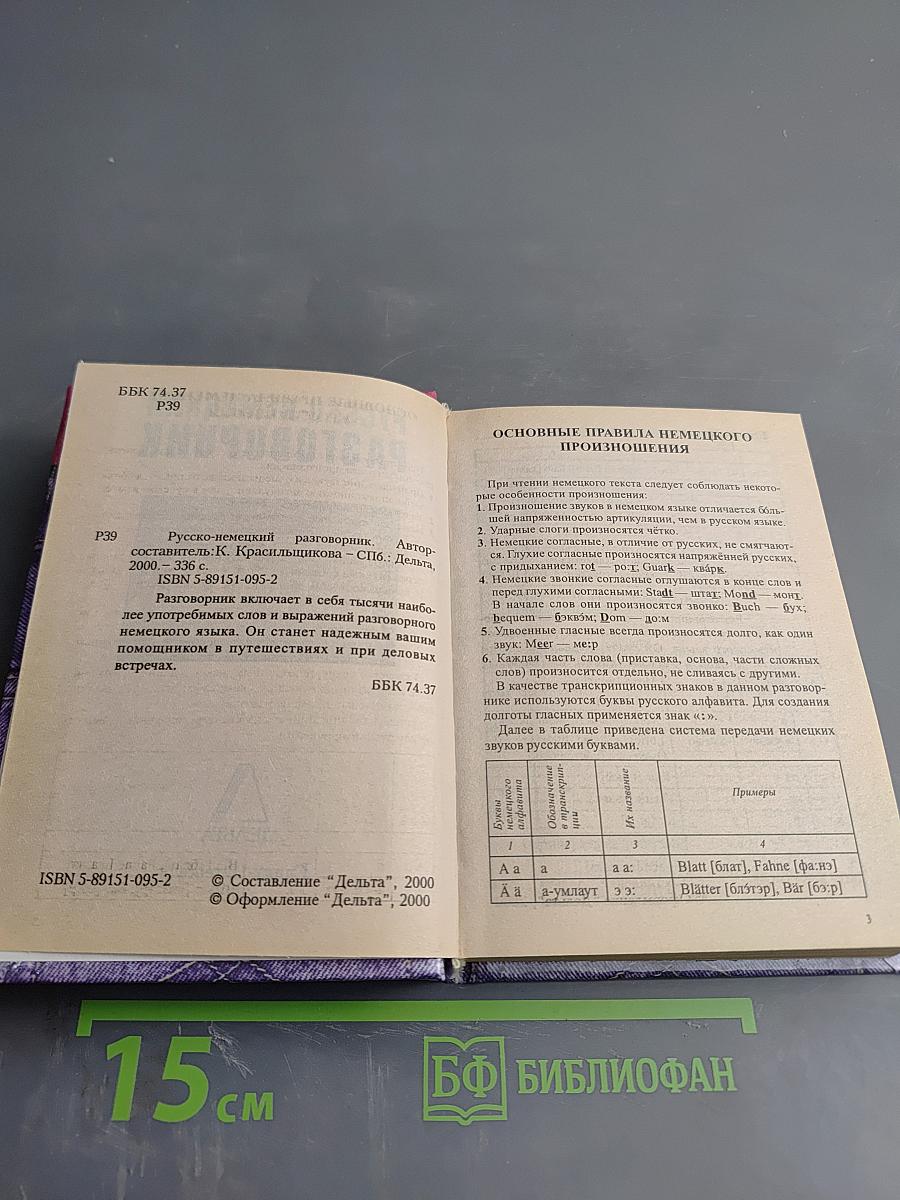 ББК 74.37
Р39
Р39 Русско-немецкий разговорник. Автор-
составитель: К. Красильщикова – СПб.: Дельта,
2000. – 336 с.
ISBN 5-89151-095-2
Разговорник включает в себя тысячи наибо-
лее употребимых слов и выражений разговорного
немецкого языка. Он станет надежным вашим
помощником в путешествиях и при деловых
встречах.
ББК 74.37
ISBN 5-89151-095-2 © Составление "Дельта", 2000
© Оформление "Дельта", 2000
ОСНОВНЫЕ ПРАВИЛА НЕМЕЦКОГО
ПРОИЗНОШЕНИЯ
При чтении немецкого текста следует соблюдать некото-
рые особенности произношения:
1. Произношение звуков в немецком языке отличается бо́ль-
шей напряженностью артикуляции, чем в русском языке.
2. Ударные слоги произносятся чётко.
3. Немецкие согласные, в отличие от русских, не смягчают-
ся. Глухие согласные произносятся напряжённей русских,
с придыханием: rot — ро:т; Guark — ква́рк.
4. Немецкие звонкие согласные оглушаются в конце слов и
перед глухими согласными: Stadt — штат: Mond — монт.
В начале слов они произносятся звонко: Buch — бух;
bequem — бэквэ́м; Dom — до:м
5. Удвоенные гласные всегда произносятся долго, как один
звук: Meer — ме:р
6. Каждая часть слова (приставка, основа, части сложных
слов) произносится отдельно, не сливаясь с другими.
В качестве транскрипционных знаков в данном разговор-
нике используются буквы русского алфавита. Для создания
долготы гласных применяется знак «:».
Далее в таблице приведена система передачи немецких
звуков русскими буквами.
Буквы немецкого алфавита Обозначение в транскрип-ции Их название Примеры
1 2 3 4
A a а а а: Blatt [блат], Fahne [фа:нэ]
Ä ä а-умлаут э э: Blätter [блэ́тэр], Bär [бэ:р]
3
15 см БФ БИБЛИОФАН